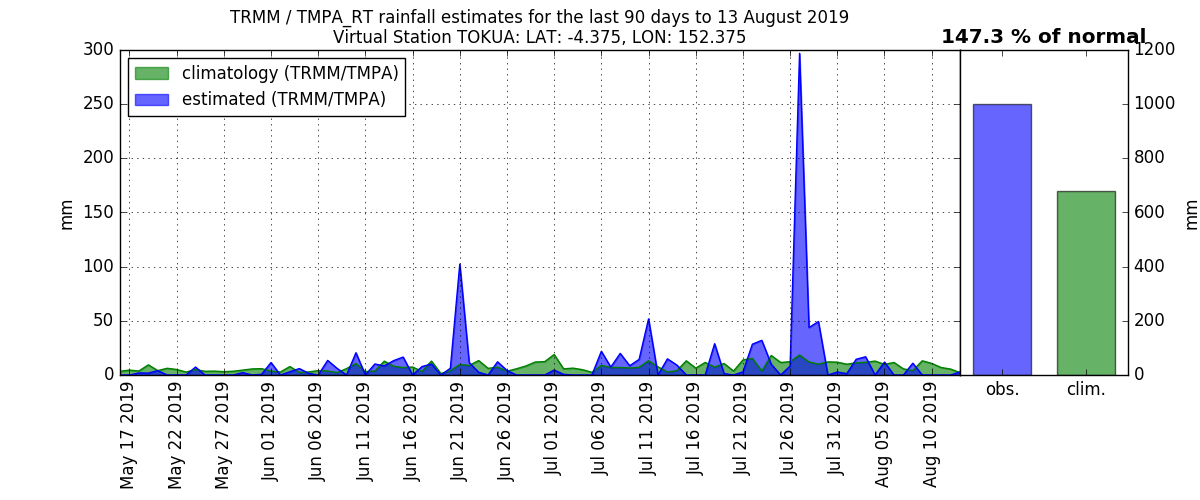 TRMM / TMPA_RT rainfall estimates for the last 90 days to 13 August 2019
Virtual Station TOKUA: LAT: -4.375, LON: 152.375
147.3 % of normal
climatology (TRMM/TMPA)
estimated (TRMM/TMPA)
300
250
200
150
100
50
0
mm
May 17 2019
May 22 2019
May 27 2019
Jun 01 2019
Jun 06 2019
Jun 11 2019
Jun 16 2019
Jun 21 2019
Jun 26 2019
Jul 01 2019
Jul 06 2019
Jul 11 2019
Jul 16 2019
Jul 21 2019
Jul 26 2019
Jul 31 2019
Aug 05 2019
Aug 10 2019
obs.
clim.
1200
1000
800
600
400
200
0
mm